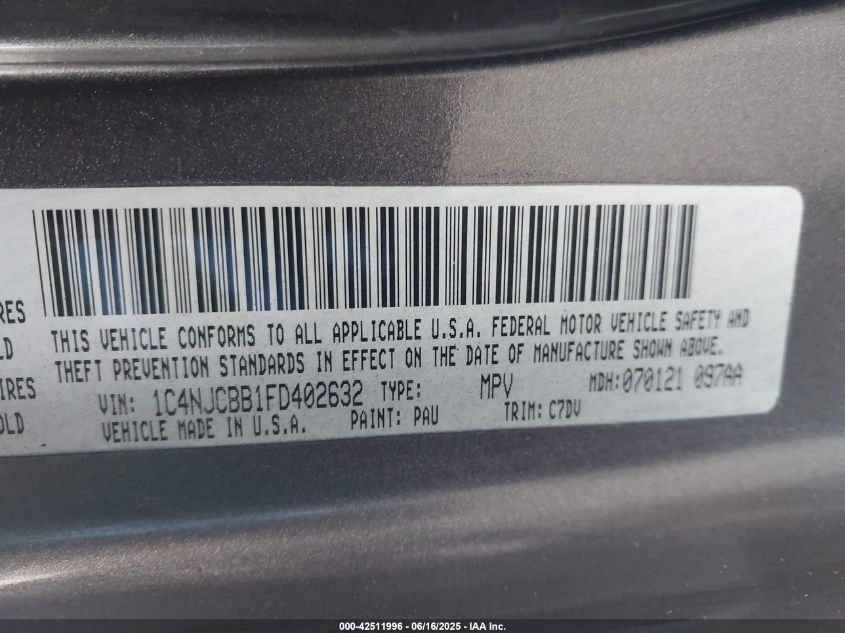 THIS VEHICLE CONFORMS TO ALL APPLICABLE U.S.A. FEDERAL MOTOR VEHICLE SAFETY AND
RES
THEFT PREVENTION STANDARDS IN EFFECT ON THE DATE OF MANUFACTURE SHOWN ABOVE.
LD
VIN: 1C4NJCBB1FD402632 TYPE: MPV MDH:070121 097AA
IRES
VEHICLE MADE IN U.S.A. PAINT: PAU TRIM: C7DV
OLD
000-42511996 - 06/16/2025 - IAA Inc.